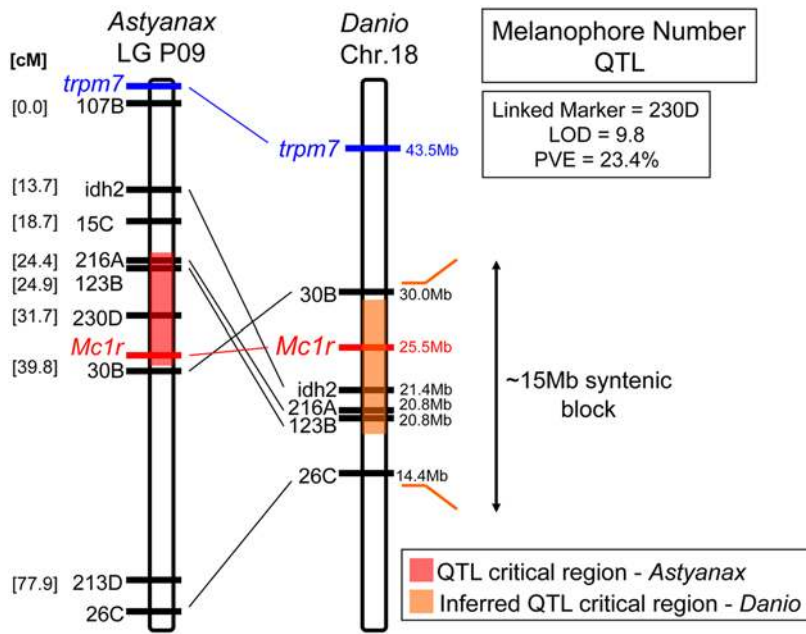 Astyanax
LG P09
Danio
Chr.18
Melanophore Number
QTL
Linked Marker = 230D
LOD = 9.8
PVE = 23.4%
[cM]
trpm7
[0.0] 107B
[13.7] idh2
[18.7] 15C
[24.4] 216A
[24.9] 123B
[31.7] 230D
Mc1r
[39.8] 30B
[77.9] 213D
26C
trpm7 43.5Mb
30B 30.0Mb
Mc1r 25.5Mb
idh2 21.4Mb
216A 20.8Mb
123B 20.8Mb
26C 14.4Mb
~15Mb syntenic
block
QTL critical region - Astyanax
Inferred QTL critical region - Danio